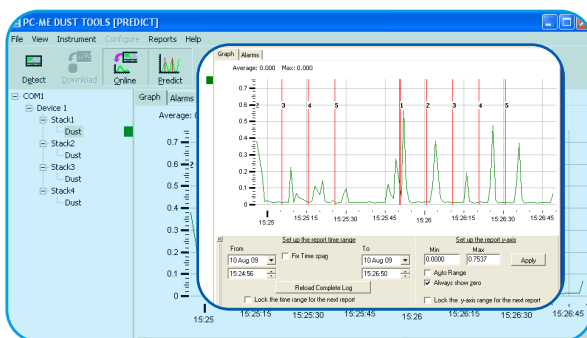 PC-ME DUST TOOLS [PREDICT]
File View Instrument Configure Reports Help
Detect Download Online Predict
COM1
Device 1
Stack1
Dust
Stack2
Dust
Stack3
Dust
Stack4
Dust
Graph Alarms
Average: 0
0.7
0.6 2
0.5
0.4
0.3
0.2
0.1
0
15:25 15:25:15 15:25:30 15:25:45 15:26 15:26:15 15:26:30 15:26:45
Graph Alarms
Average: 0.000 Max: 0.000
0.7
0.6 2 3 4 5 1 2 3 4 5
0.5
0.4
0.3
0.2
0.1
0
15:25 15:25:15 15:25:30 15:25:45 15:26 15:26:15 15:26:30 15:26:45
Set up the report time range
From To
Fix Time span
10 Aug 09 10 Aug 09
15:24:56 15:26:50
Reload Complete Log
Lock the time range for the next report
Set up the report y-axis
Min Max
0.0000 0.7537 Apply
Auto Range
Always show zero
Lock the y-axis range for the next report